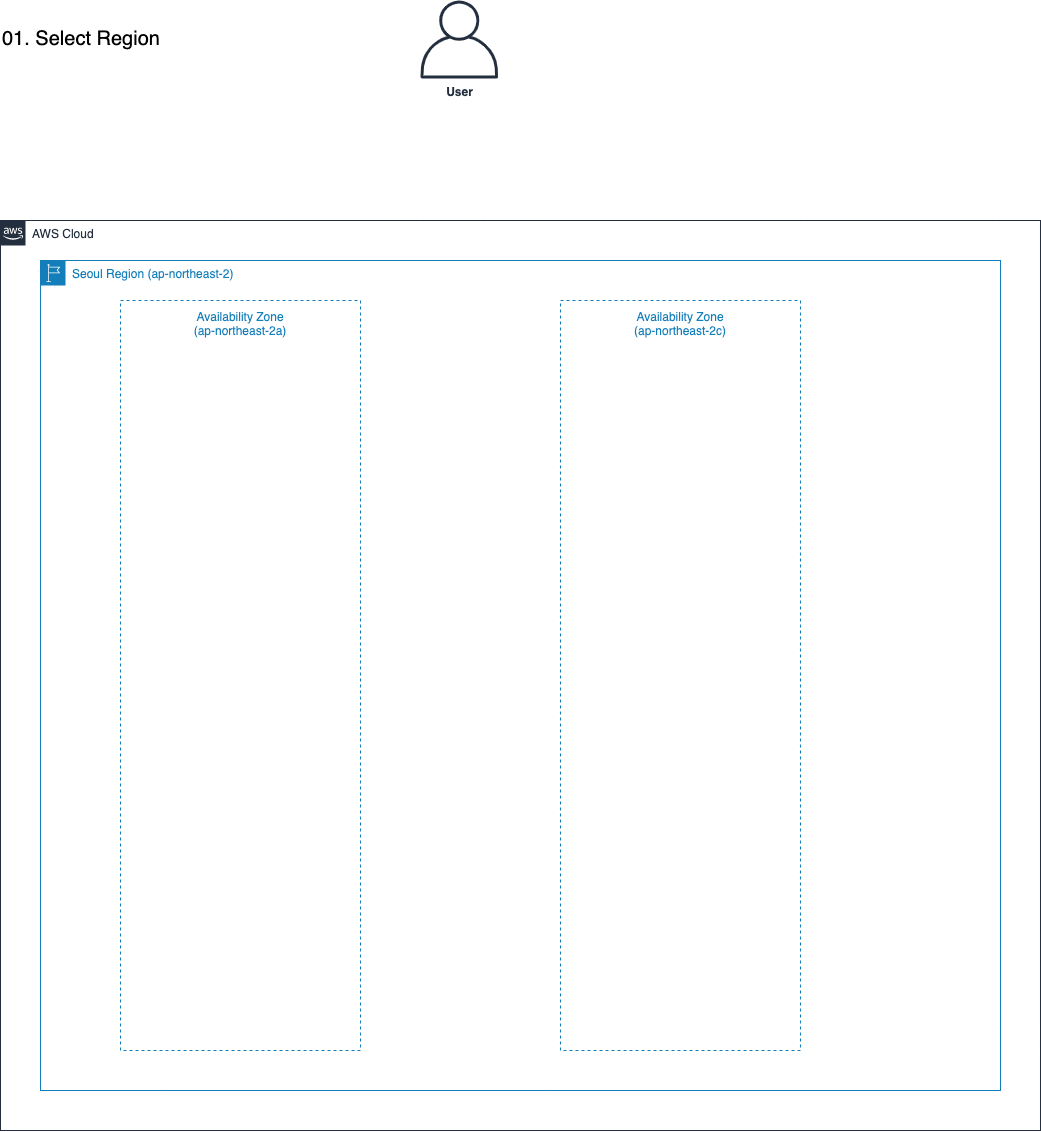 01. Select Region
User
aws
AWS Cloud
Seoul Region (ap-northeast-2)
Availability Zone
(ap-northeast-2a)
Availability Zone
(ap-northeast-2c)